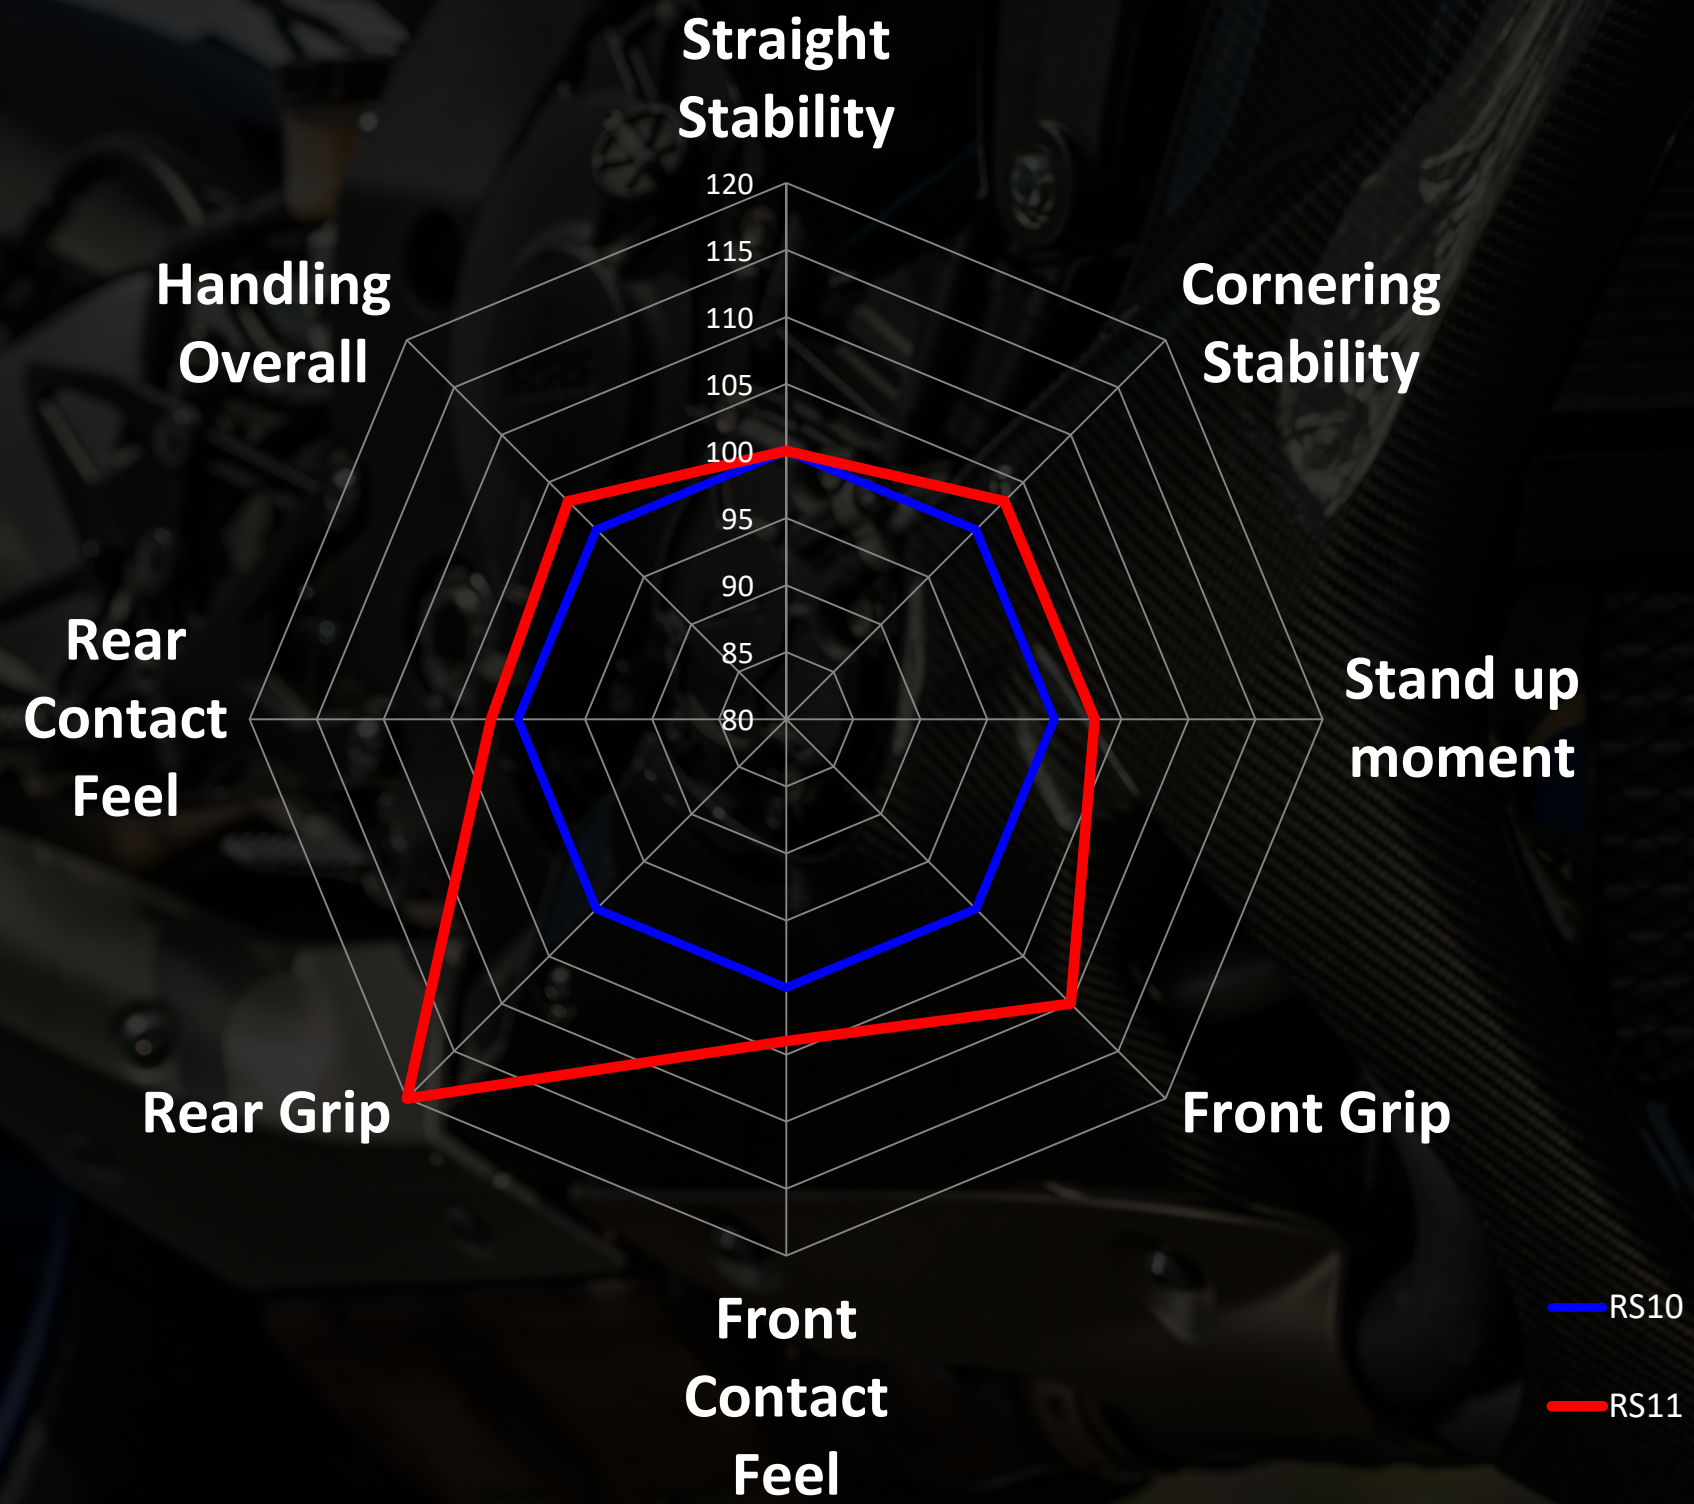 Straight
Stability
120
115
110
105
100
95
90
85
80
Handling
Overall
Cornering
Stability
Rear
Contact
Feel
Stand up
moment
Rear Grip
Front Grip
Front
Contact
Feel
RS10
RS11